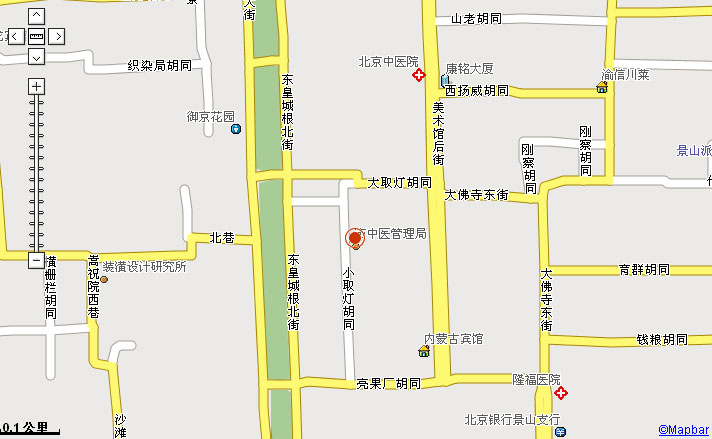 大街
山老胡同
北京中医院
康铭大厦
织染局胡同
渝信川菜
西扬威胡同
东皇城根北街
美术馆后街
御京花园
刚察胡同
刚察胡同
景山派
大取灯胡同
大佛寺东街
北巷
中医管理局
装潢设计研究所
嵩祝院西巷
横栅栏胡同
东皇城根北街
小取灯胡同
大佛寺东街
育群胡同
内蒙古宾馆
钱粮胡同
亮果厂胡同
隆福医院
沙滩
北京银行景山支行
0.1公里
©Mapbar